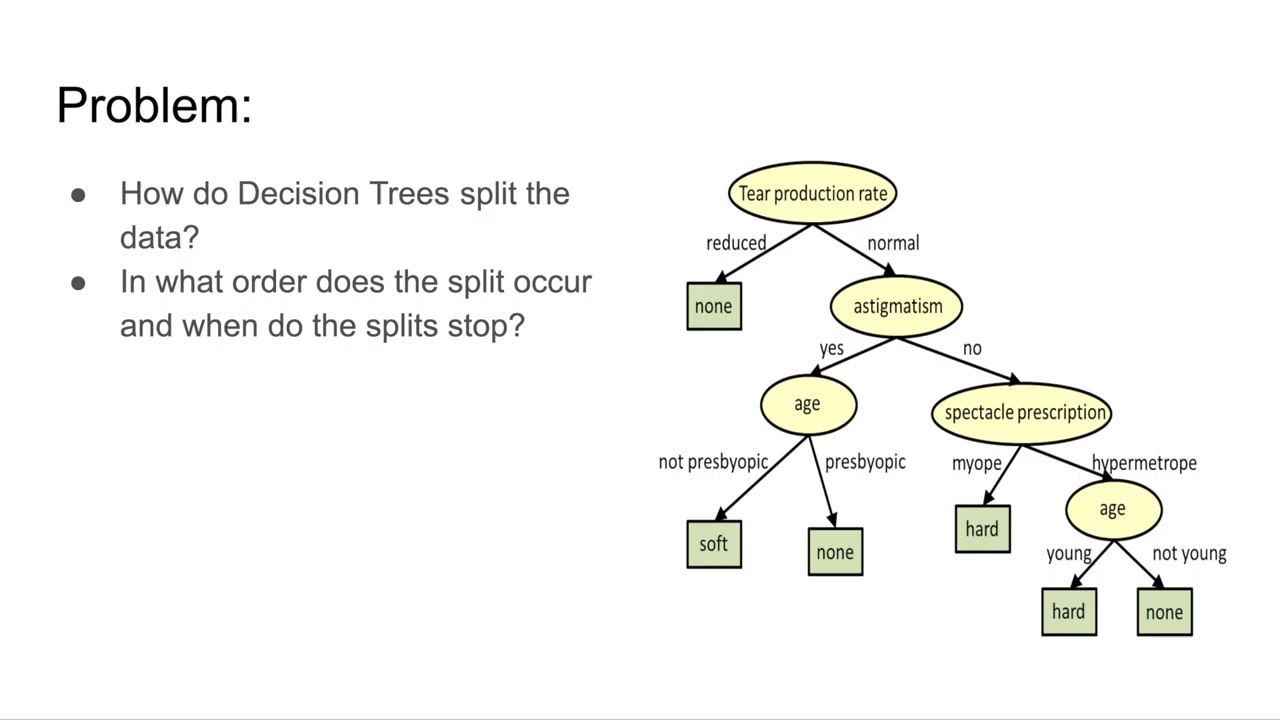 Problem:
● How do Decision Trees split the
data?
● In what order does the split occur
and when do the splits stop?
Tear production rate
reduced
normal
none
astigmatism
yes
no
age
spectacle prescription
not presbyopic
presbyopic
myope
hypermetrope
soft
none
hard
age
young
not young
hard
none